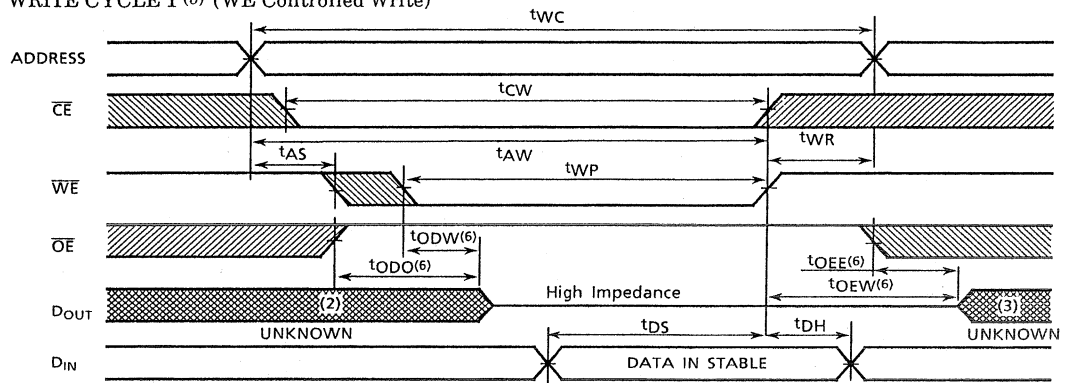 WRITE CYCLE 1 (5) (WE Controlled Write)
tWC
ADDRESS
tCW
CE
tWR
tAS
tAW
tWP
WE
OE
tODW(6)
tODO(6)
tOEE(6)
tOEW(6)
High Impedance
DOUT
(2)
(3)
UNKNOWN
UNKNOWN
tDS
tDH
DIN
DATA IN STABLE